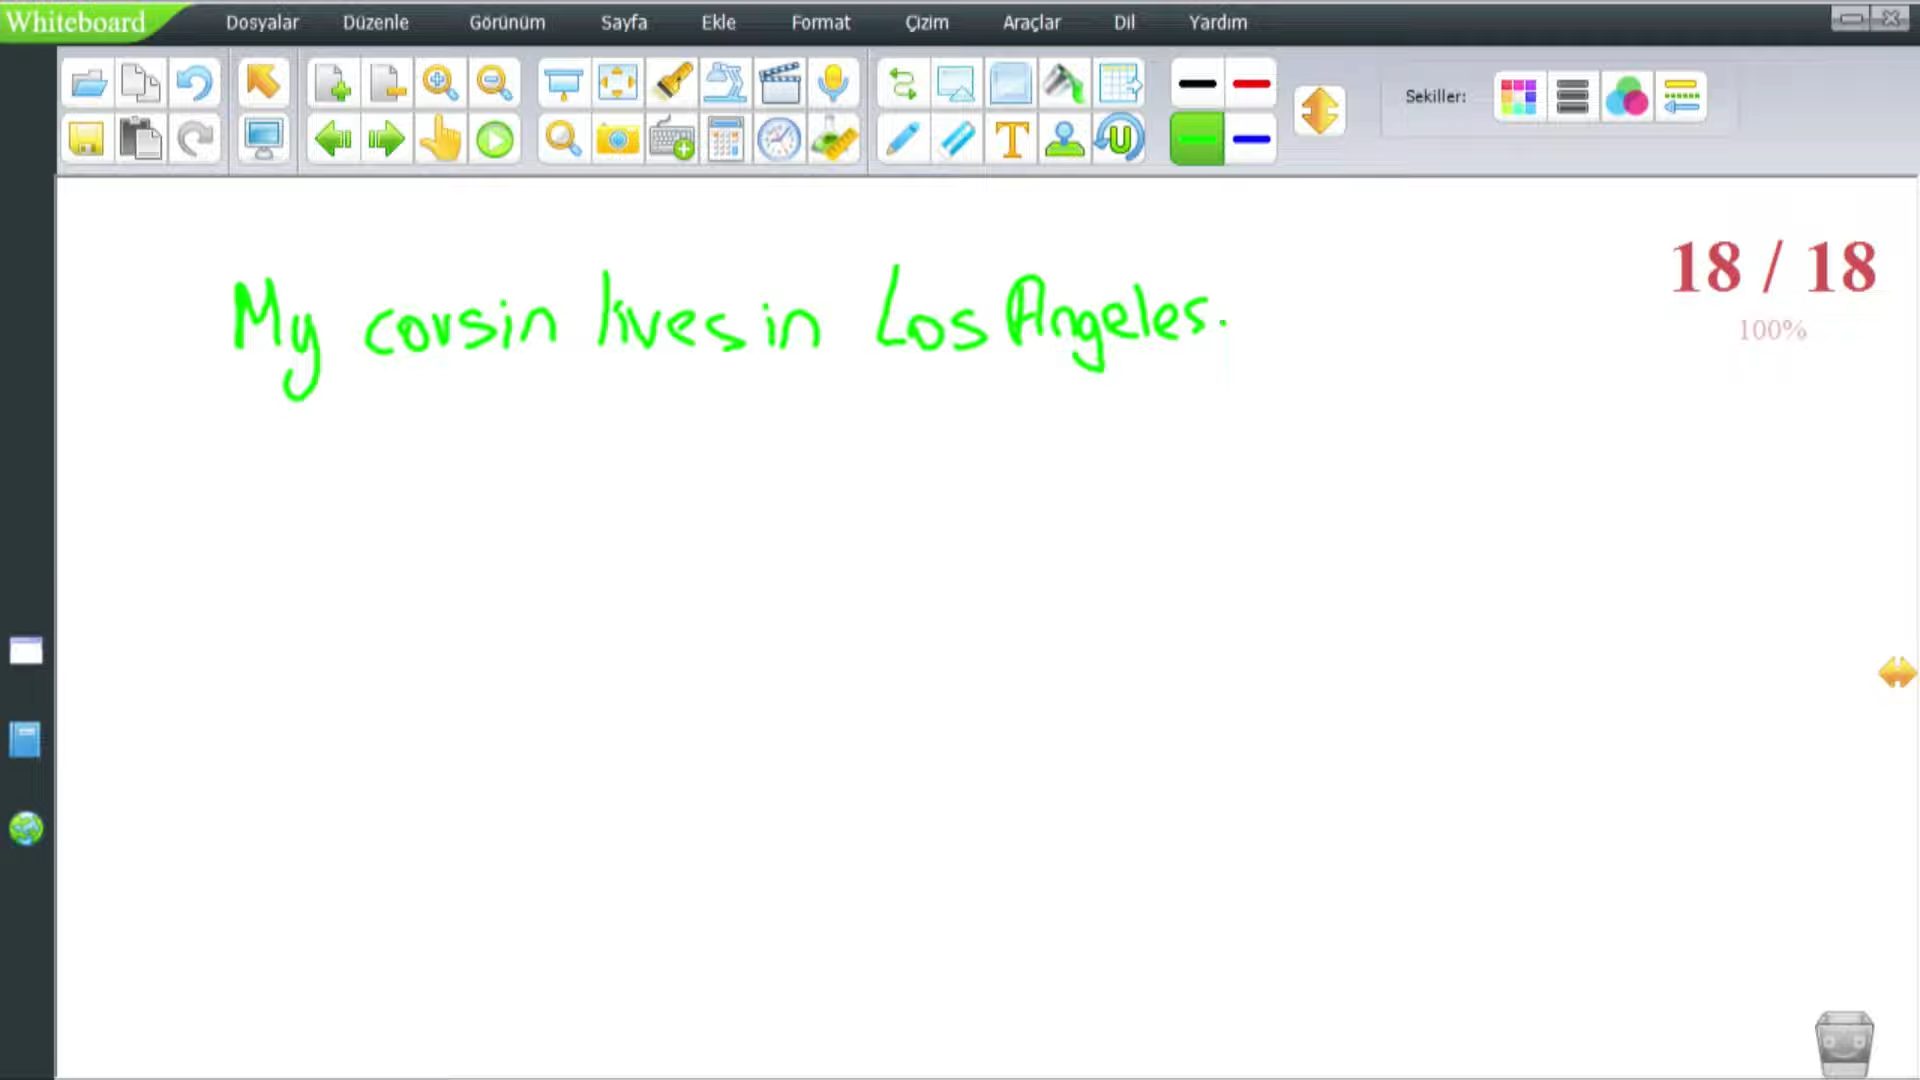 Whiteboard Dosyalar Düzenle Görünüm Sayfa Ekle Format Çizim Araçlar Dil Yardım
Sekiller:
18 / 18
100%
My cousin lives in Los Angeles.